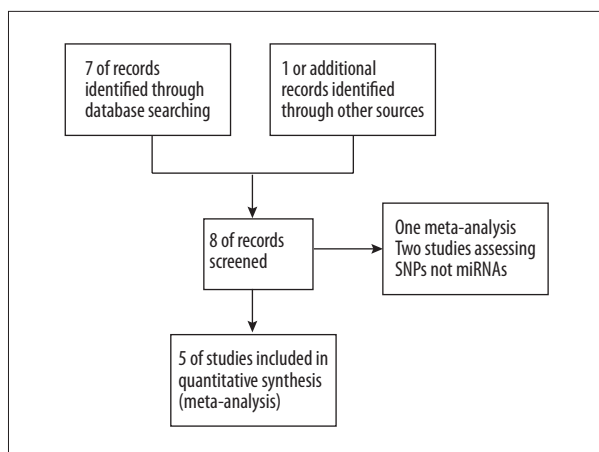 7 of records
identified through
database searching
1 or additional
records identified
through other sources
8 of records
screened
One meta-analysis
Two studies assessing
SNPs not miRNAs
5 of studies included in
quantitative synthesis
(meta-analysis)